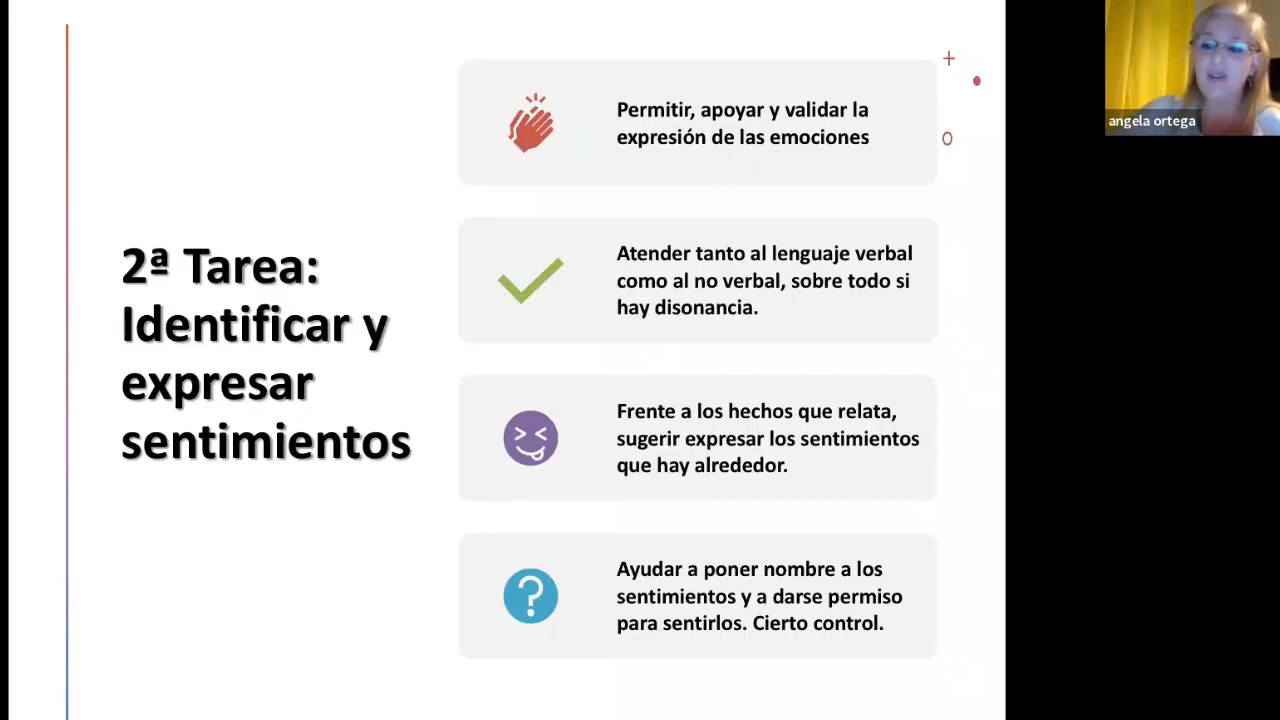 2ª Tarea:
Identificar y
expresar
sentimientos
Permitir, apoyar y validar la
expresión de las emociones
Atender tanto al lenguaje verbal
como al no verbal, sobre todo si
hay disonancia.
Frente a los hechos que relata,
sugerir expresar los sentimientos
que hay alrededor.
Ayudar a poner nombre a los
sentimientos y a darse permiso
para sentirlos. Cierto control.
angela ortega